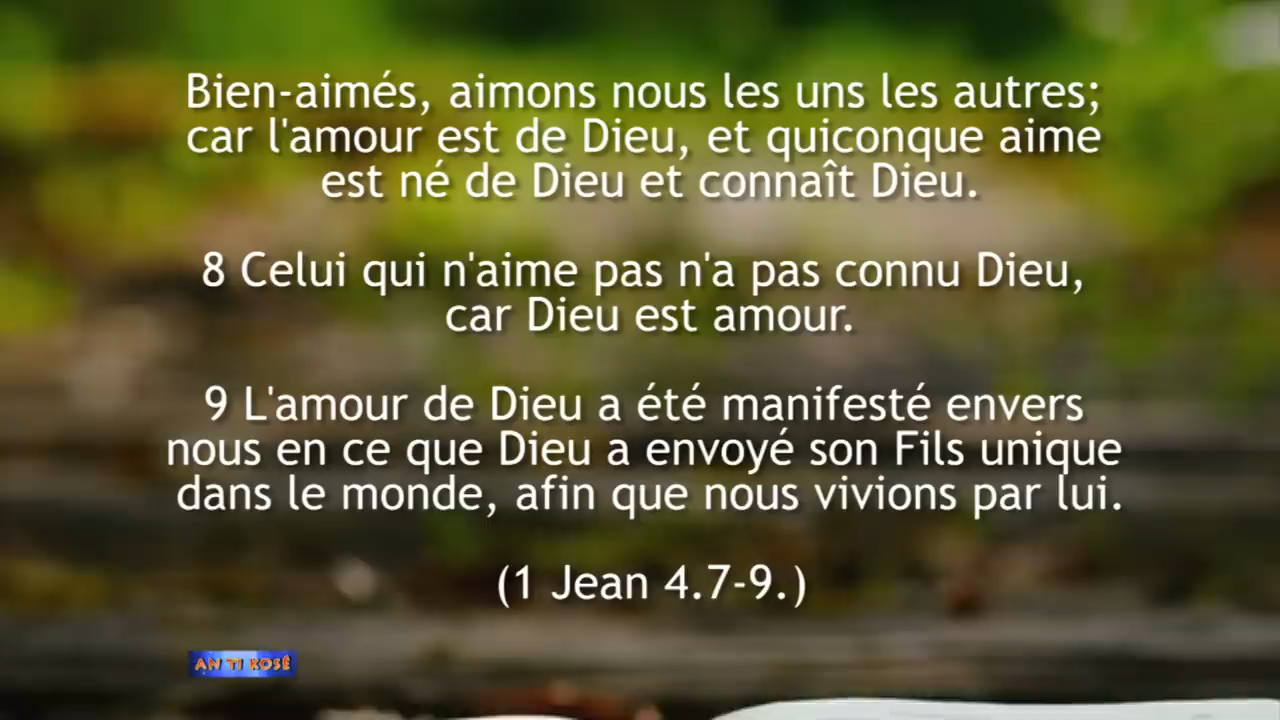 Bien-aimés, aimons nous les uns les autres;
car l'amour est de Dieu, et quiconque aime
est né de Dieu et connaît Dieu.
8 Celui qui n'aime pas n'a pas connu Dieu,
car Dieu est amour.
9 L'amour de Dieu a été manifesté envers
nous en ce que Dieu a envoyé son Fils unique
dans le monde, afin que nous vivions par lui.
(1 Jean 4.7-9.)
AN TI KOSÉ